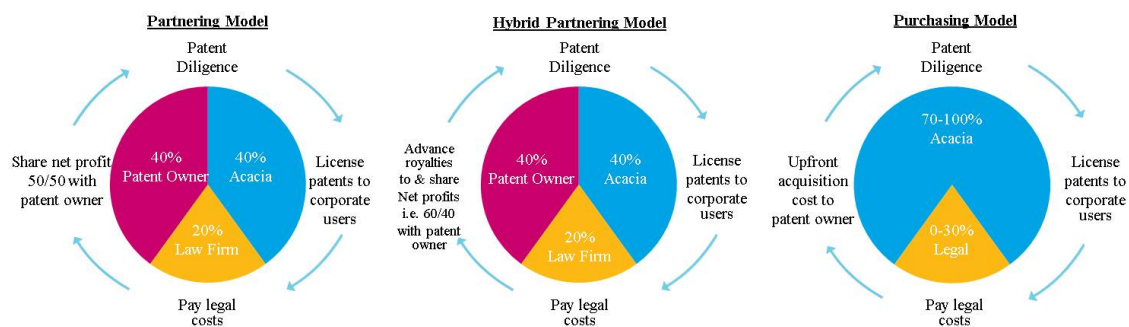 Partnering Model
Patent
Diligence
40%
Patent Owner
40%
Acacia
20%
Law Firm
Share net profit
50/50 with
patent owner
License
patents to
corporate
users
Pay legal
costs
Hybrid Partnering Model
Patent
Diligence
Advance
royalties
to & share
Net profits
i.e. 60/40
with patent
owner
40%
Patent Owner
40%
Acacia
20%
Law Firm
License
patents to
corporate
users
Pay legal
costs
Purchasing Model
Patent
Diligence
70-100%
Acacia
0-30%
Legal
Upfront
acquisition
cost to
patent owner
License
patents to
corporate
users
Pay legal
costs